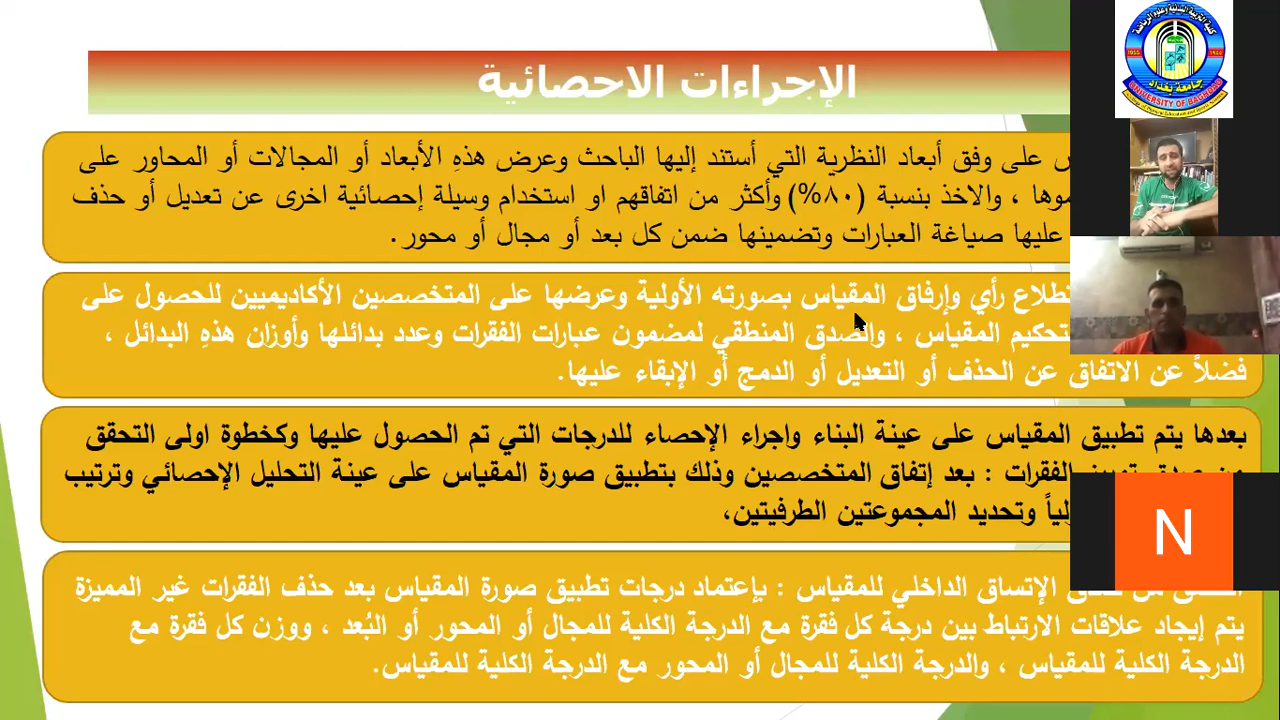 الإجراءات الاحصائية
على وفق أبعاد النظرية التي أستند إليها الباحث وعرض هذهِ الأبعاد أو المجالات أو المحاور على
، والاخذ بنسبة (٨٠%) وأكثر من اتفاقهم او استخدام وسيلة إحصائية اخرى عن تعديل أو حذف
عليها صياغة العبارات وتضمينها ضمن كل بعد أو مجال أو محور.
رأي وإرفاق المقياس بصورته الأولية وعرضها على المتخصصين الأكاديميين للحصول على
تحكيم المقياس ، والصدق المنطقي لمضمون عبارات الفقرات وعدد بدائلها وأوزان هذهِ البدائل ،
فضلاً عن الاتفاق عن الحذف أو التعديل أو الدمج أو الإبقاء عليها.
بعدها يتم تطبيق المقياس على عينة البناء واجراء الإحصاء للدرجات التي تم الحصول عليها وكخطوة اولى التحقق
الفقرات : بعد إتفاق المتخصصين وذلك بتطبيق صورة المقياس على عينة التحليل الإحصائي وترتيب
وتحديد المجموعتين الطرفيتين،
الإتساق الداخلي للمقياس : بإعتماد درجات تطبيق صورة المقياس بعد حذف الفقرات غير المميزة
يتم إيجاد علاقات الارتباط بين درجة كل فقرة مع الدرجة الكلية للمجال أو المحور أو البُعد ، ووزن كل فقرة مع
الدرجة الكلية للمقياس ، والدرجة الكلية للمجال أو المحور مع الدرجة الكلية للمقياس.
جامعة بغداد
UNIVERSITY OF BAGHDAD
N